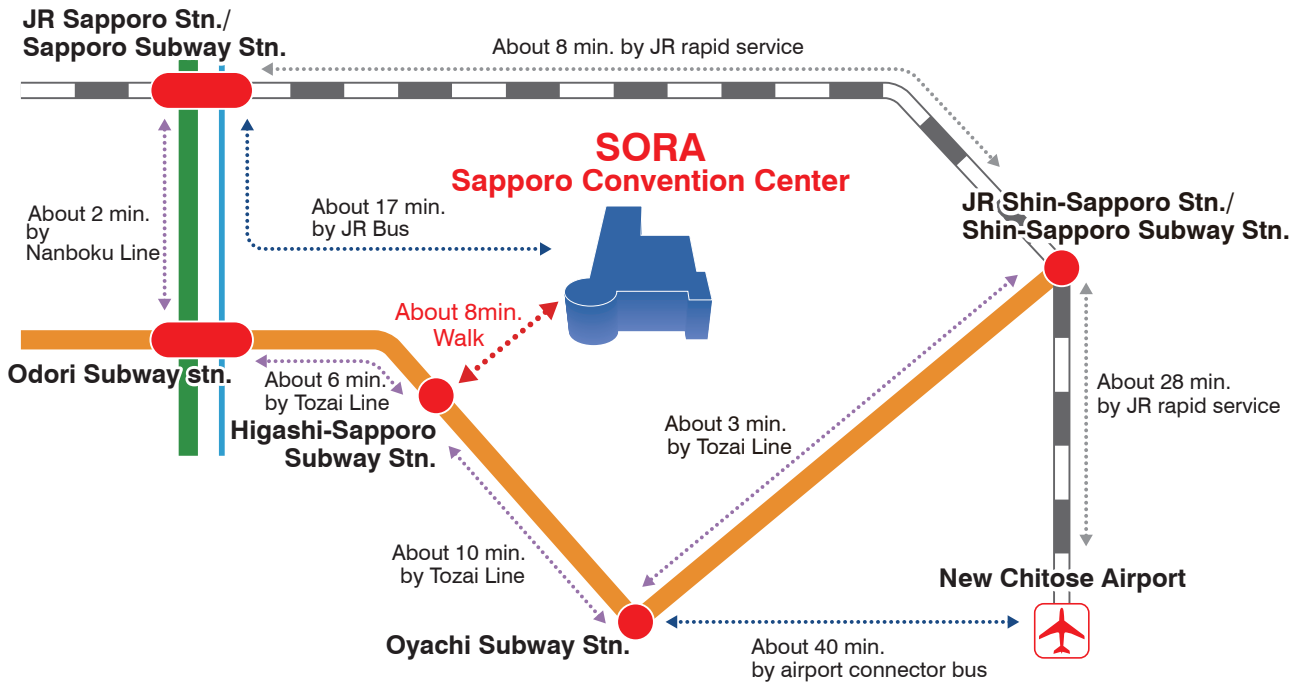 JR Sapporo Stn./
Sapporo Subway Stn.
About 8 min. by JR rapid service
SORA
Sapporo Convention Center
About 2 min.
by
Nanboku Line
About 17 min.
by JR Bus
JR Shin-Sapporo Stn./
Shin-Sapporo Subway Stn.
About 8min.
Walk
Odori Subway stn.
About 6 min.
by Tozai Line
Higashi-Sapporo
Subway Stn.
About 3 min.
by Tozai Line
About 28 min.
by JR rapid service
About 10 min.
by Tozai Line
New Chitose Airport
Oyachi Subway Stn.
About 40 min.
by airport connector bus